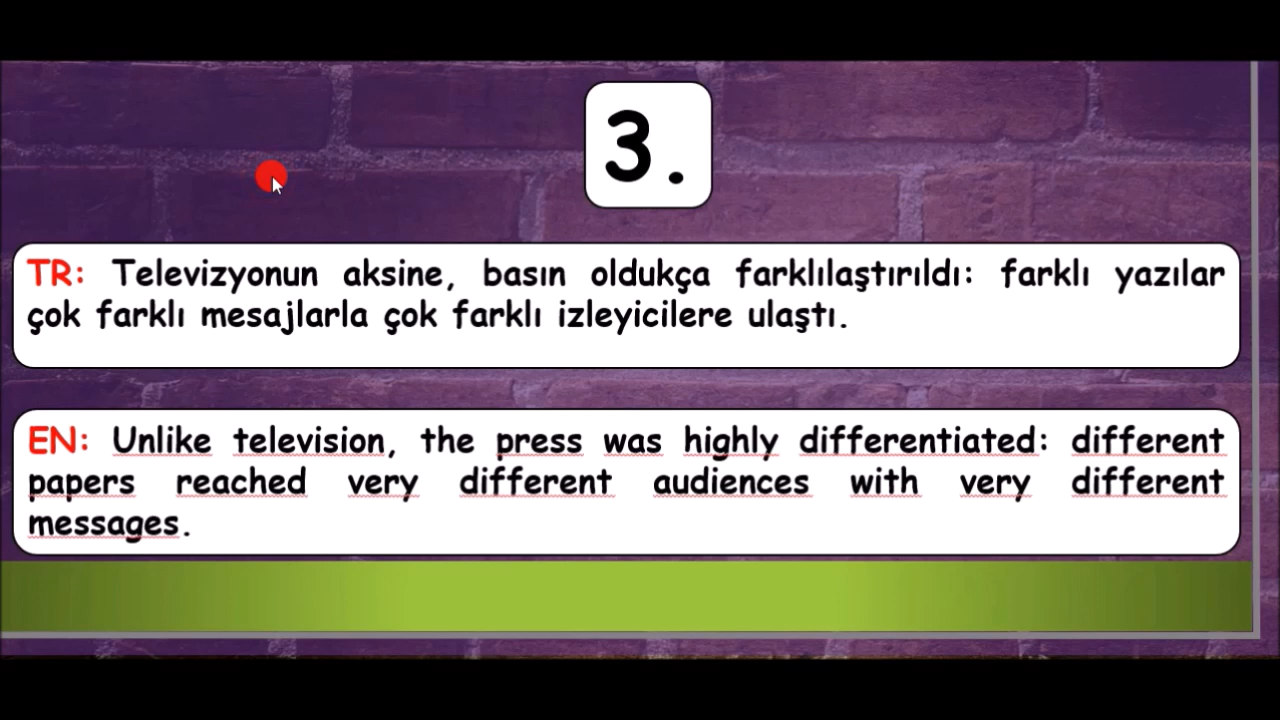 3.
TR: Televizyonun aksine, basın oldukça farklılaştırıldı: farklı yazılar
çok farklı mesajlarla çok farklı izleyicilere ulaştı.
EN: Unlike television, the press was highly differentiated: different
papers reached very different audiences with very different
messages.